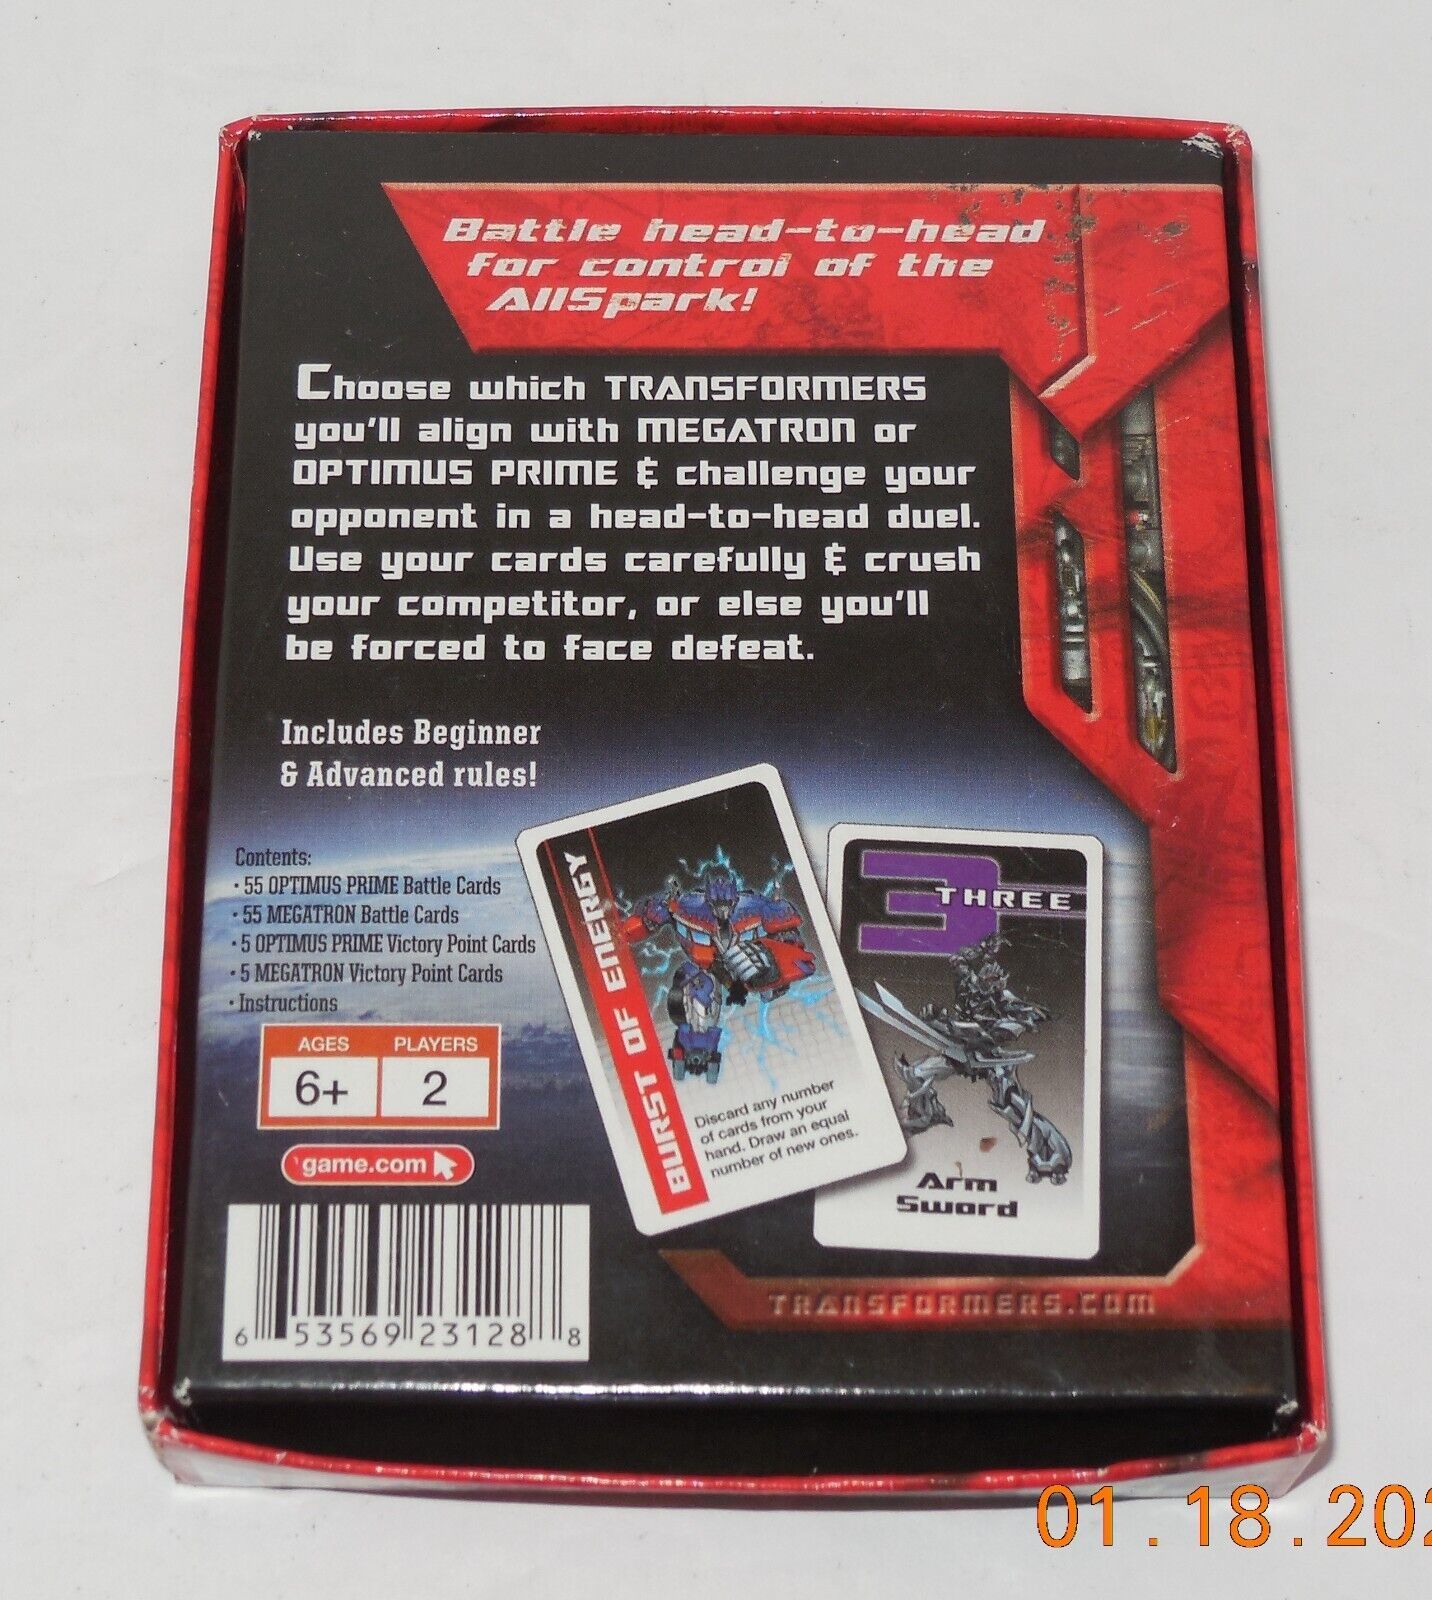 Battle head-to-head
for control of the
AllSpark!
Choose which TRANSFORMERS
you'll align with MEGATRON or
OPTIMUS PRIME & challenge your
opponent in a head-to-head duel.
Use your cards carefully & crush
your competitor, or else you'll
be forced to face defeat.
Includes Beginner
& Advanced rules!
Contents:
• 55 OPTIMUS PRIME Battle Cards
• 55 MEGATRON Battle Cards
• 5 OPTIMUS PRIME Victory Point Cards
• 5 MEGATRON Victory Point Cards
• Instructions
AGES PLAYERS
6+ 2
game.com
6 53569 23128 8
BURST OF ENERGY
Discard any number
of cards from your
hand. Draw an equal
number of new ones.
3
THREE
Arm
Sword
TRANSFORMERS.COM
01.18.202